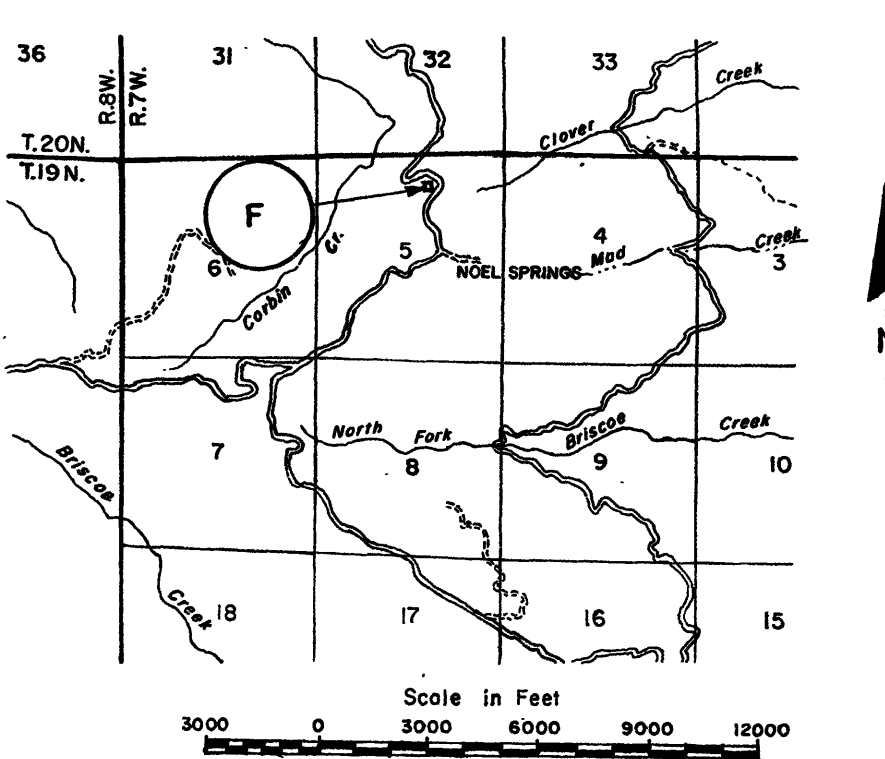 36
31
32
33
R.8W.
R.7W.
Creek
Clover
T.20N.
T.19N.
F
Cr.
6
5
4
Mad
Creek
3
NOEL SPRINGS
Corbin
N
North Fork
Briscoe
Creek
7
8
9
10
Briscoe
Creek
18
17
16
15
Scale in Feet
3000 0 3000 6000 9000 12000